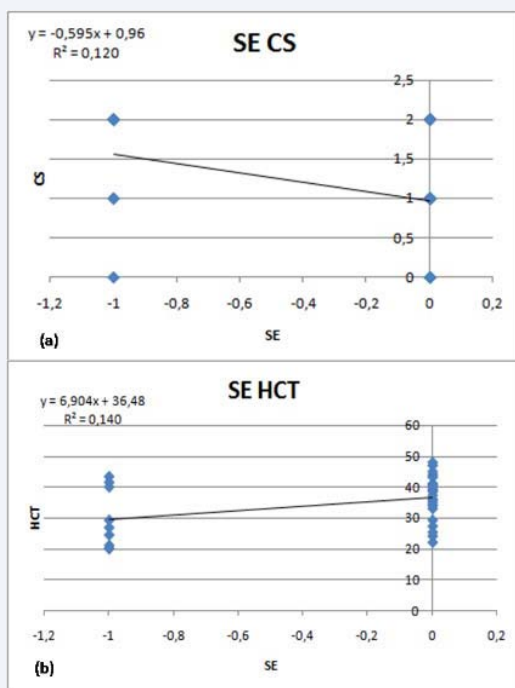 y = -0,595x + 0,96
R² = 0,120
SE CS
2,5
2
1,5
1
0,5
0
CS
-1,2 -1 -0,8 -0,6 -0,4 -0,2 0 0,2
SE
(a)
y = 6,904x + 36,48
R² = 0,140
SE HCT
60
50
40
30
20
10
0
HCT
-1,2 -1 -0,8 -0,6 -0,4 -0,2 0 0,2
SE
(b)